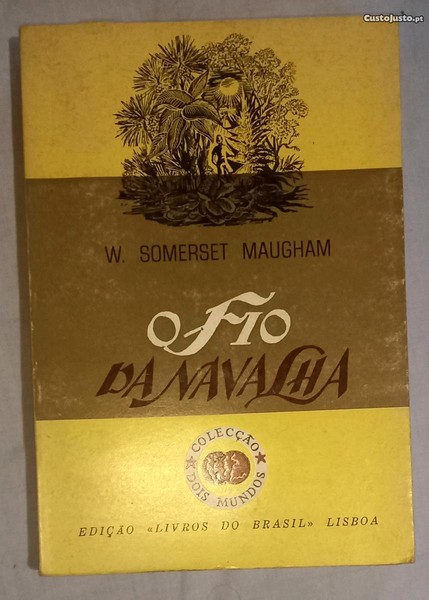 CustoJusto.pt
W. SOMERSET MAUGHAM
O FIO
DA NAVALHA
COLECÇÃO
DOIS MUNDOS
EDIÇÃO «LIVROS DO BRASIL» LISBOA